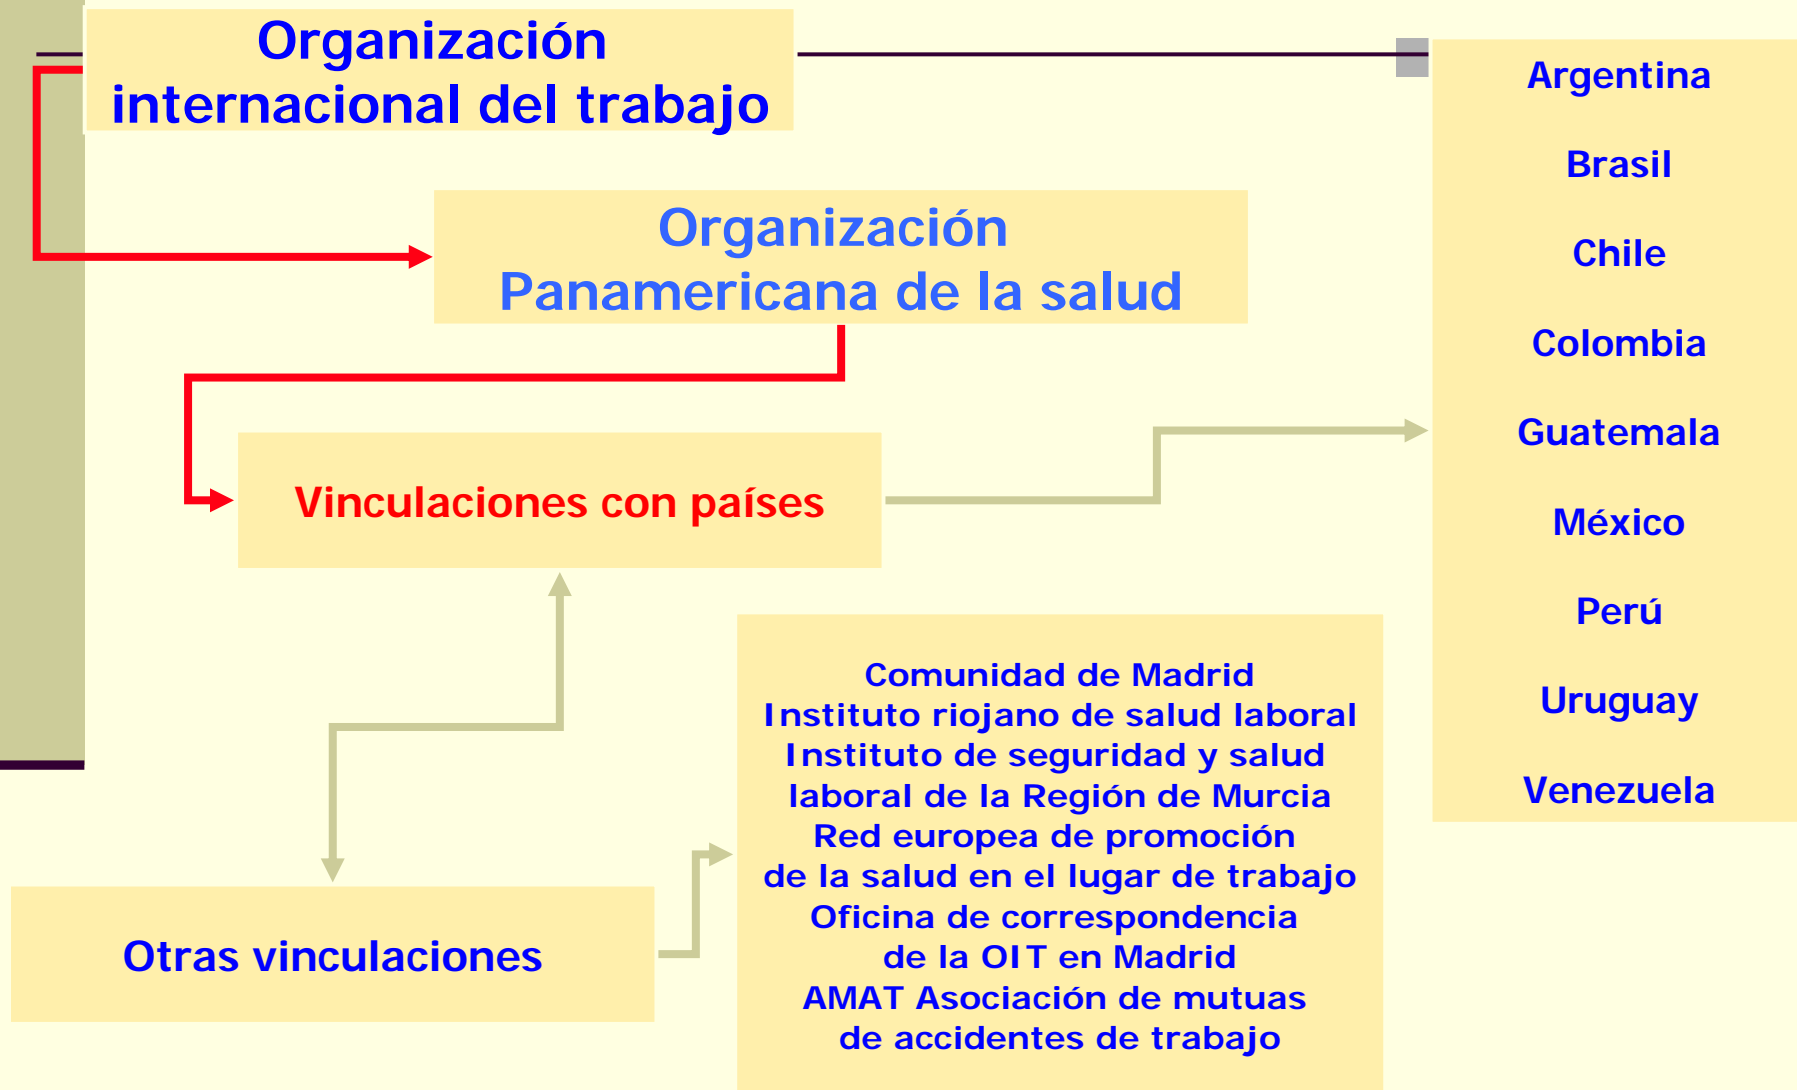 Organización
internacional del trabajo
Organización
Panamericana de la salud
Vinculaciones con países
Otras vinculaciones
Comunidad de Madrid
Instituto riojano de salud laboral
Instituto de seguridad y salud
laboral de la Región de Murcia
Red europea de promoción
de la salud en el lugar de trabajo
Oficina de correspondencia
de la OIT en Madrid
AMAT Asociación de mutuas
de accidentes de trabajo
Argentina
Brasil
Chile
Colombia
Guatemala
México
Perú
Uruguay
Venezuela